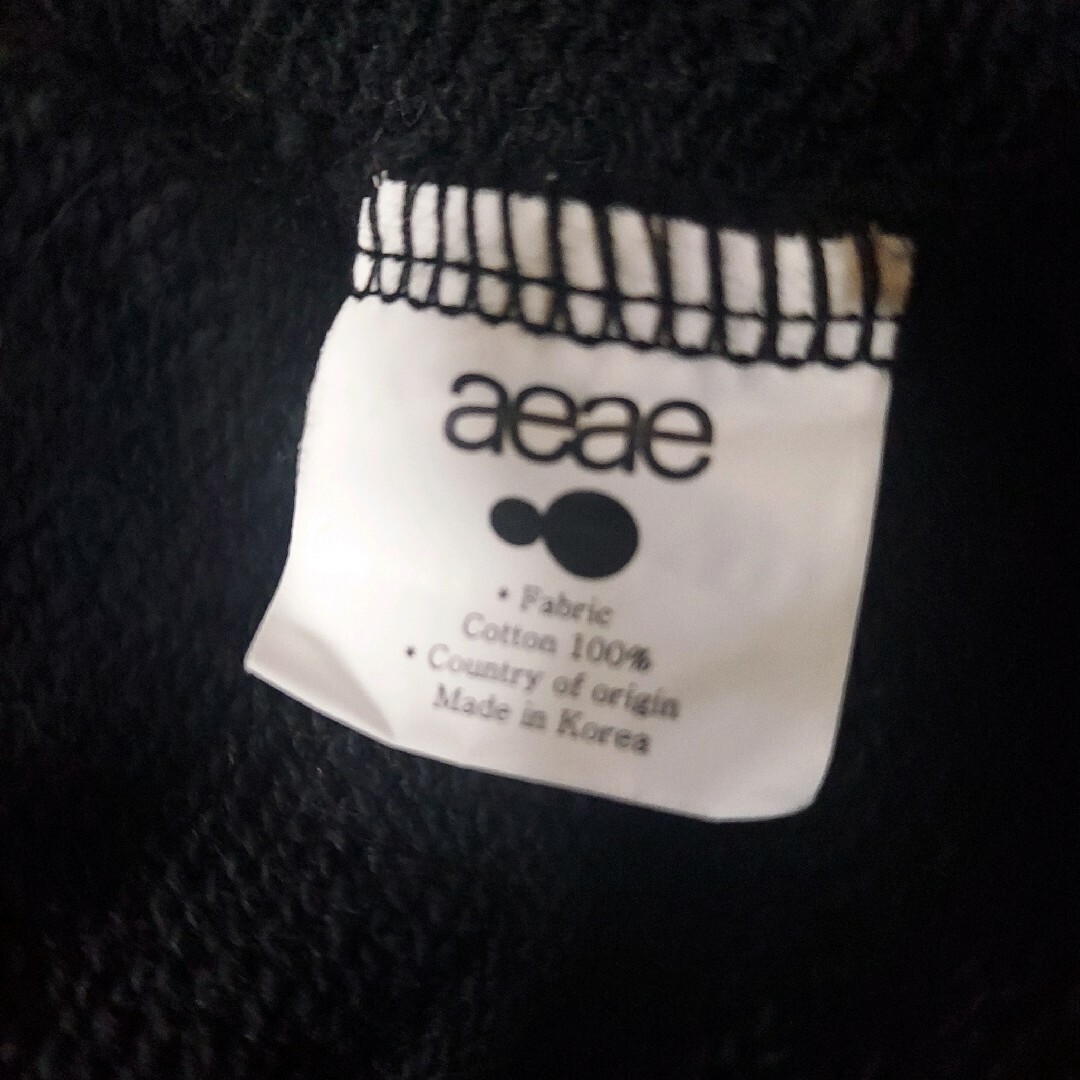 aeae
• Fabric
Cotton 100%
• Country of origin
Made in Korea